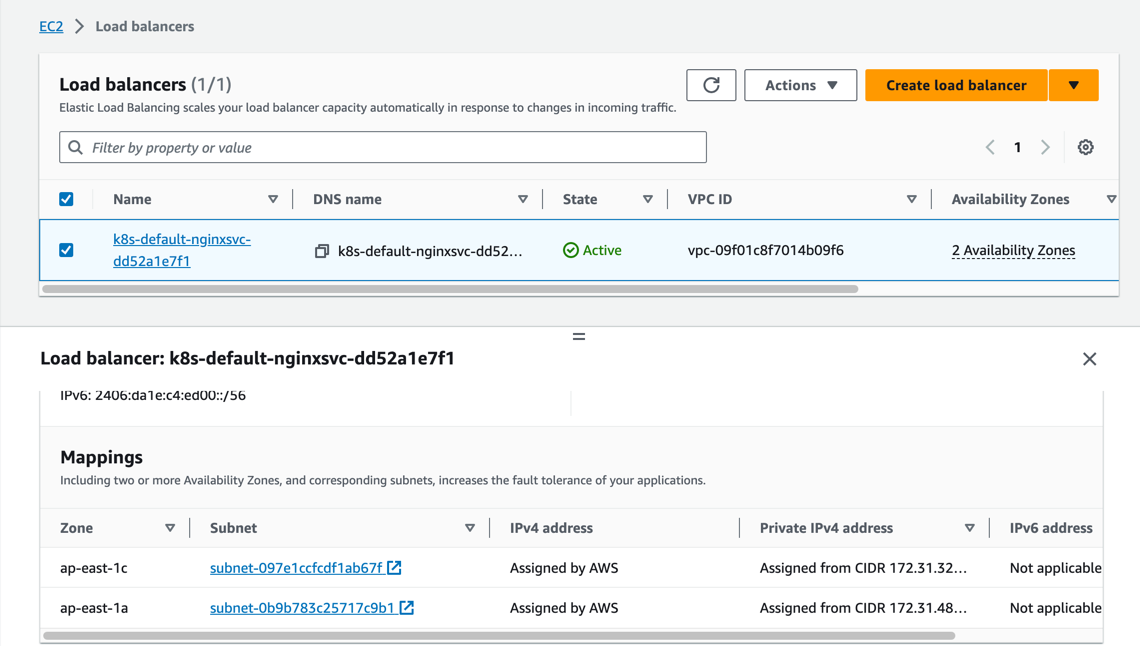 EC2 > Load balancers
Load balancers (1/1)
Actions
Create load balancer
Elastic Load Balancing scales your load balancer capacity automatically in response to changes in incoming traffic.
Filter by property or value
1
Name DNS name State VPC ID Availability Zones
k8s-default-nginxsvc-
dd52a1e7f1
k8s-default-nginxsvc-dd52...
Active
vpc-09f01c8f7014b09f6
2 Availability Zones
Load balancer: k8s-default-nginxsvc-dd52a1e7f1
IPv6: 2406:da1e:c4:ed00::/56
Mappings
Including two or more Availability Zones, and corresponding subnets, increases the fault tolerance of your applications.
Zone Subnet IPv4 address Private IPv4 address IPv6 address
ap-east-1c subnet-097e1ccfcdf1ab67f Assigned by AWS Assigned from CIDR 172.31.32... Not applicable
ap-east-1a subnet-0b9b783c25717c9b1 Assigned by AWS Assigned from CIDR 172.31.48... Not applicable